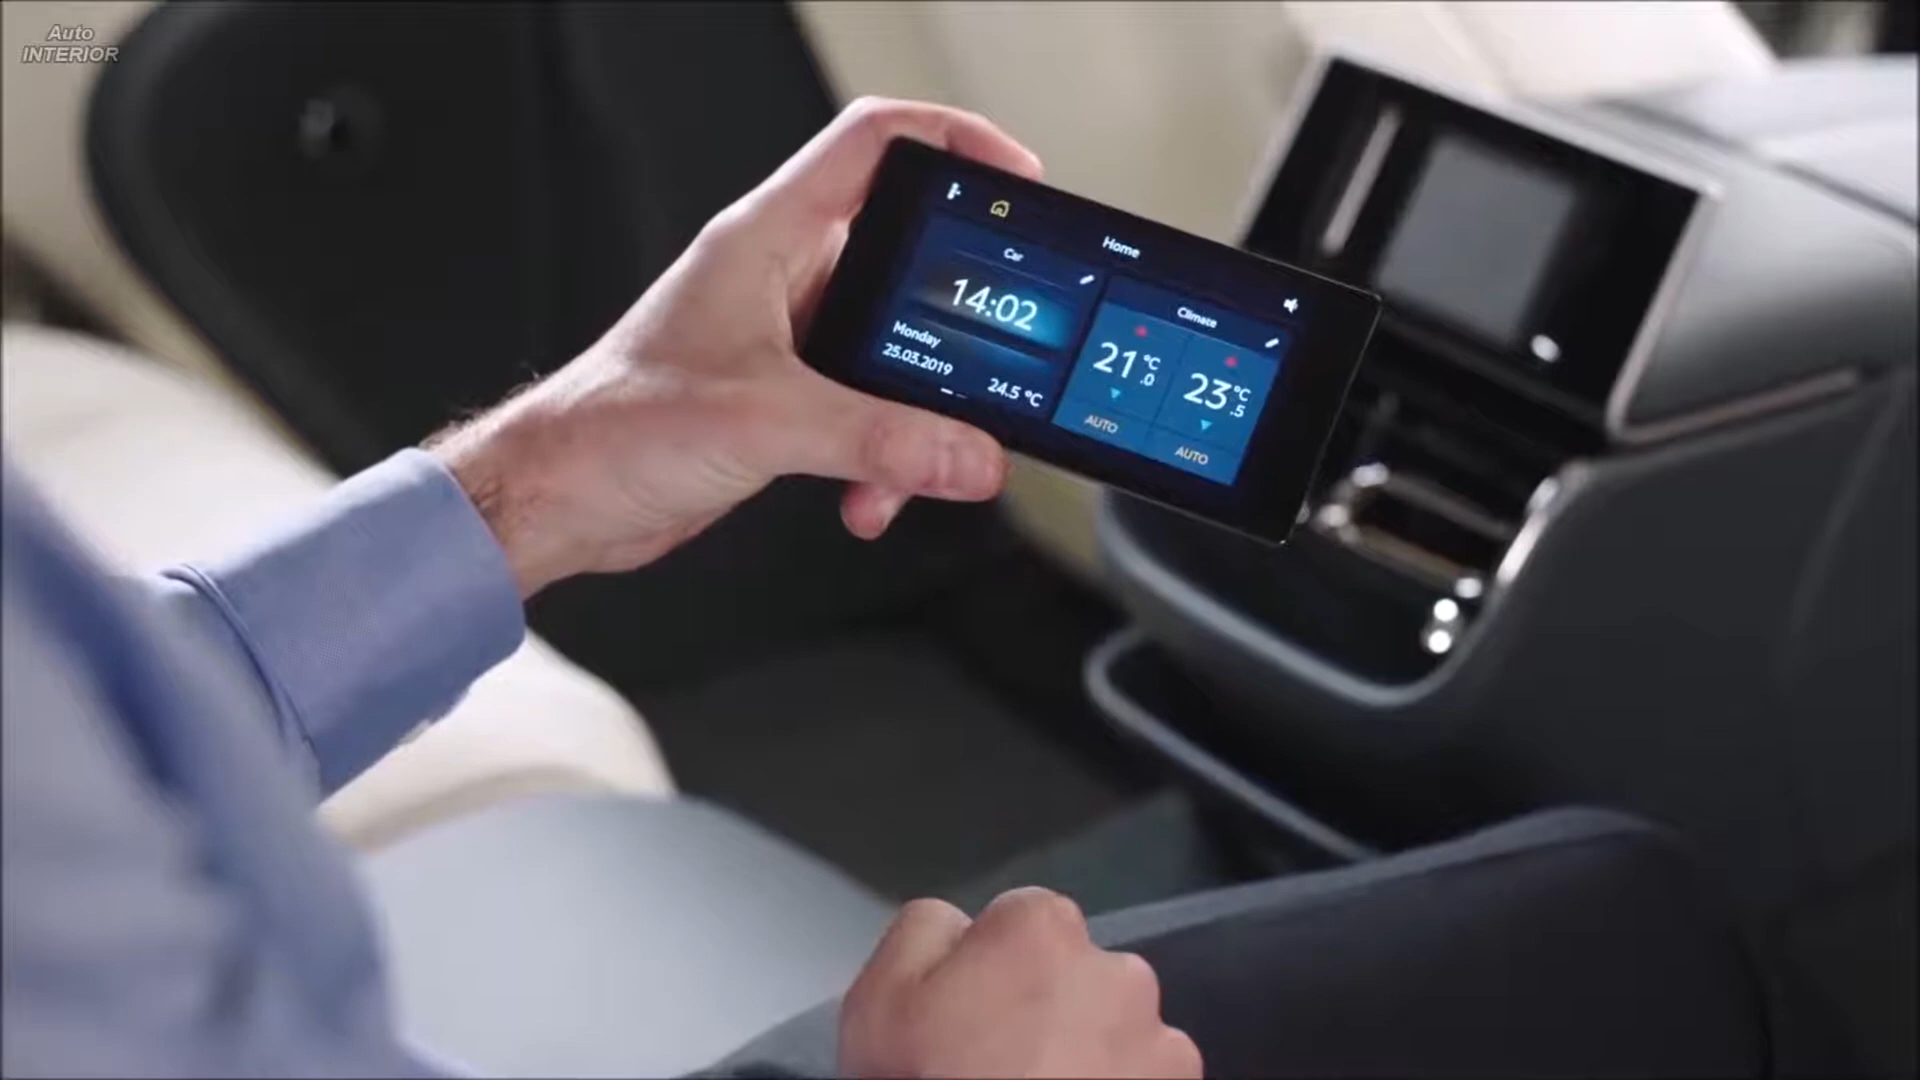 Auto
INTERIOR
Home
Car
14:02
Monday
25.03.2019
24.5 °C
Climate
21 °C
.0
AUTO
23 °C
.5
AUTO